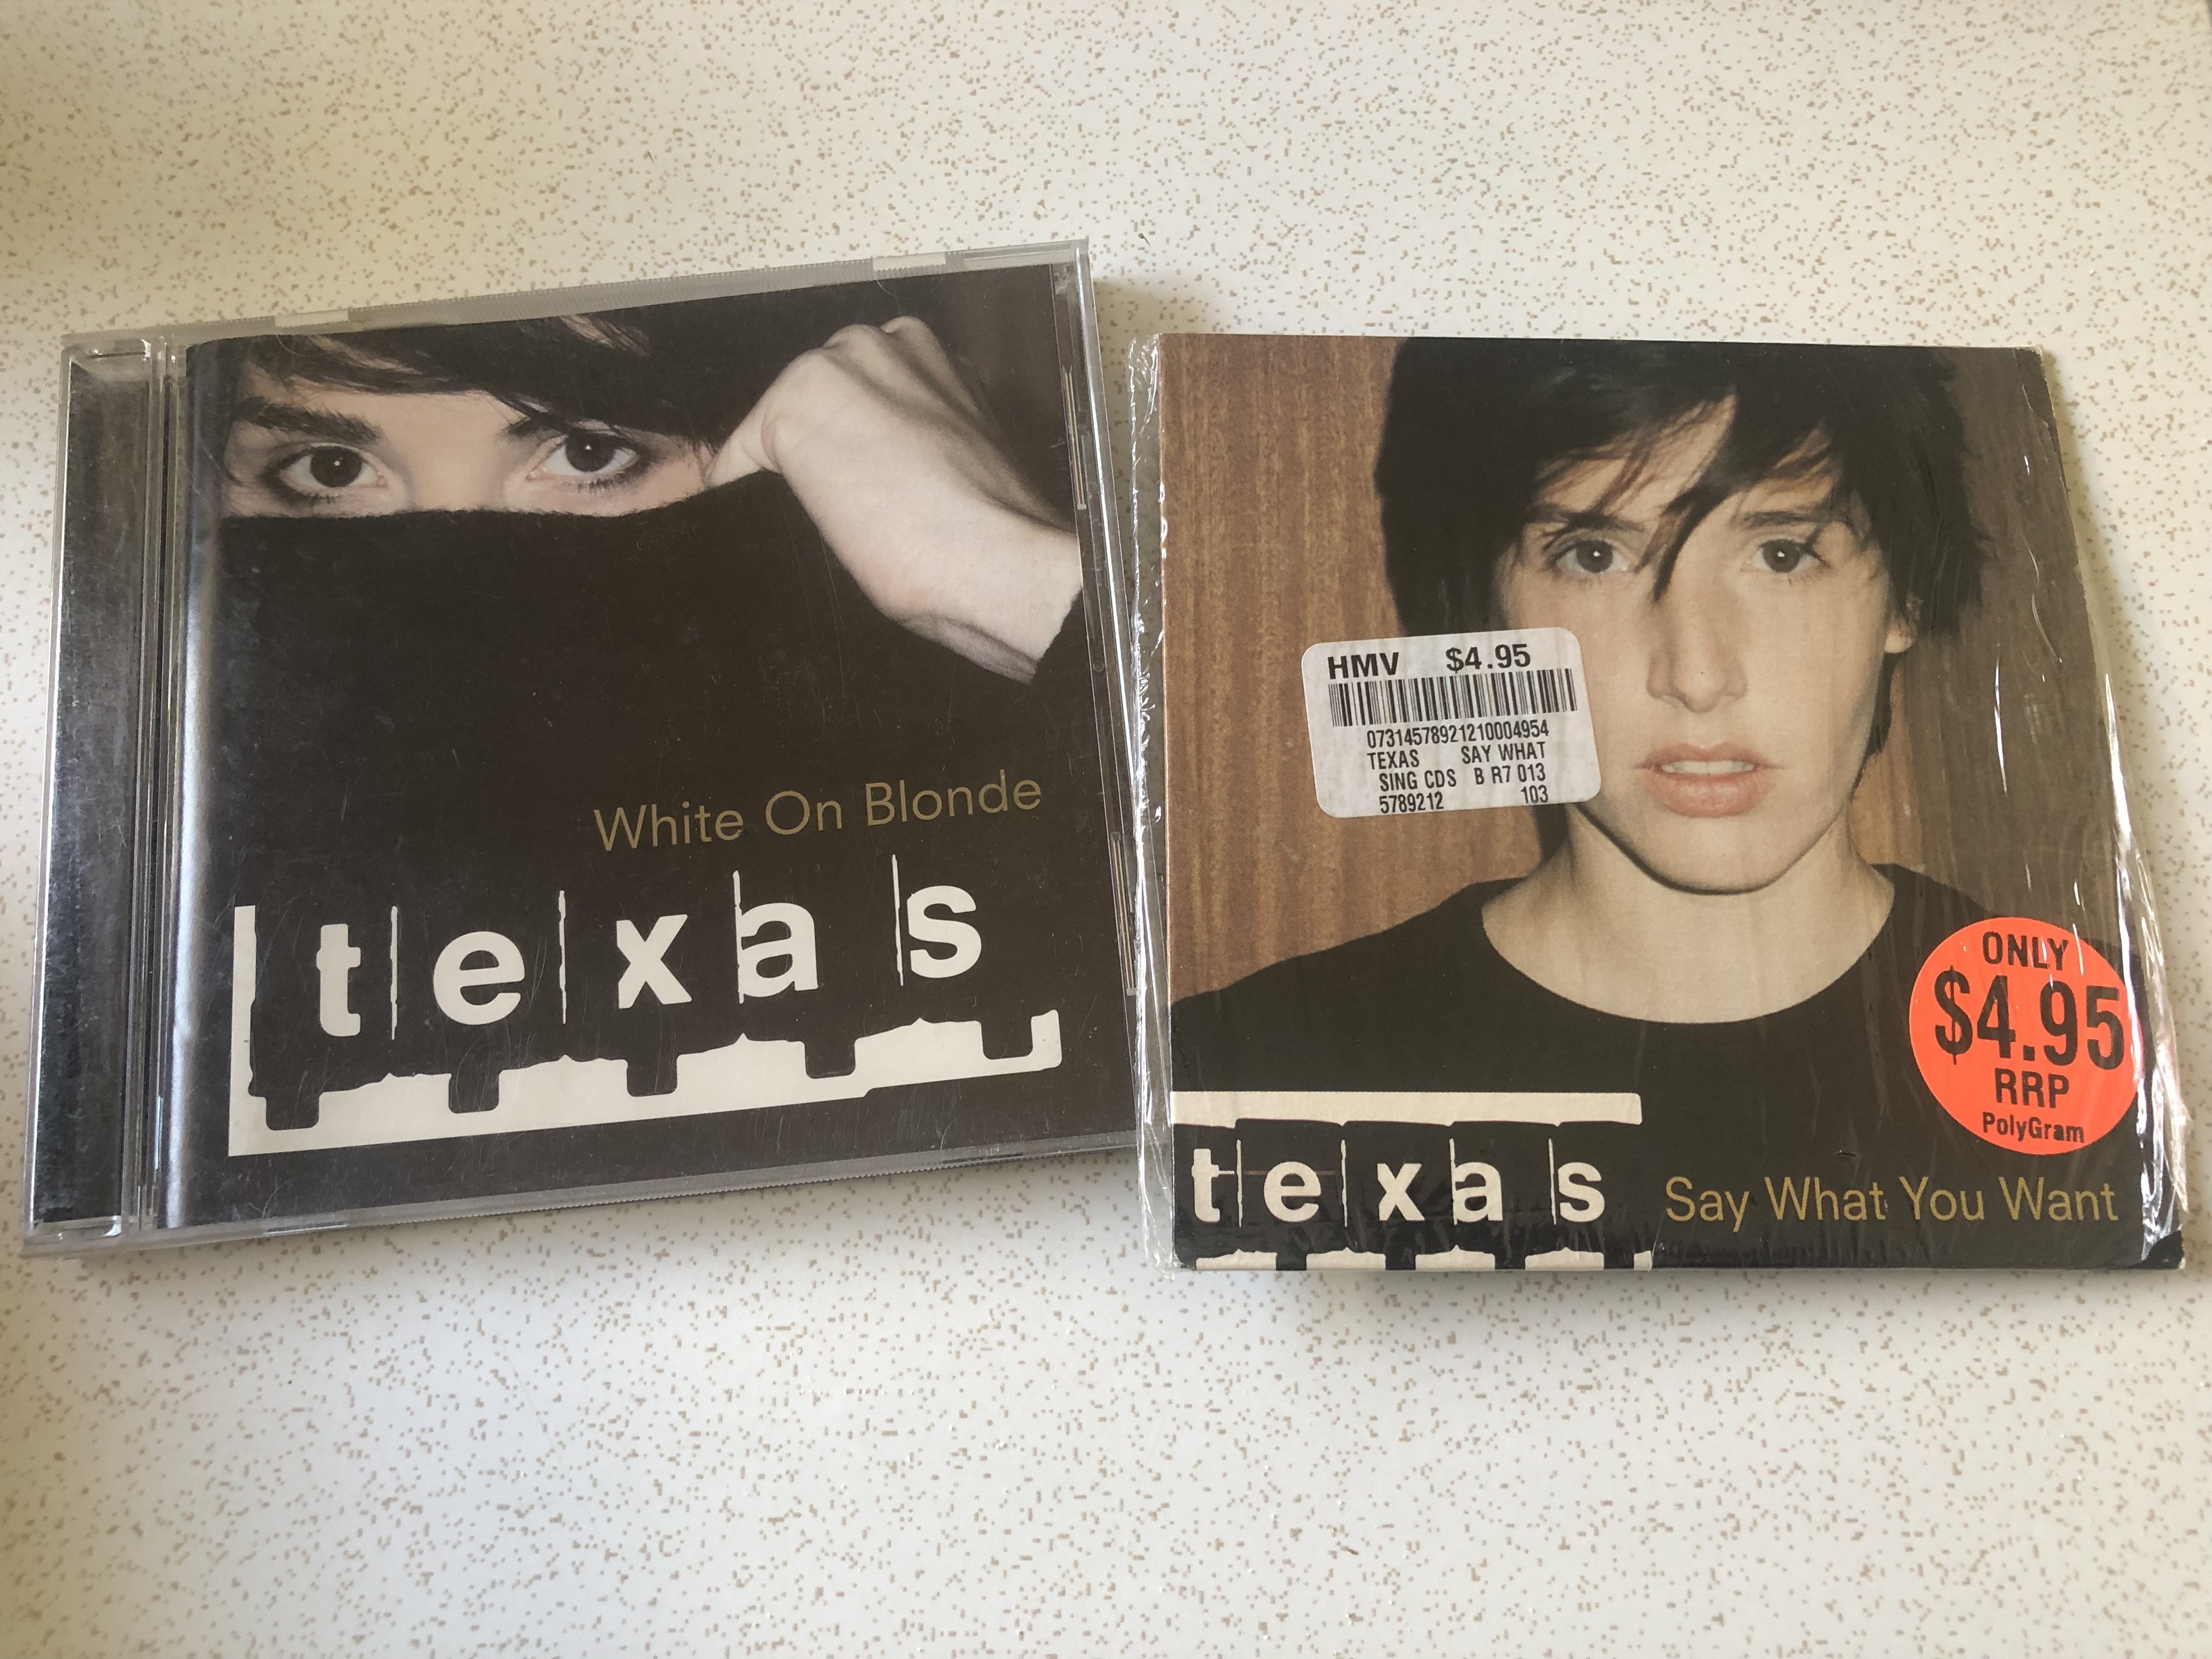 White On Blonde
texas
HMV $4.95
07314578921210004954
TEXAS SAY WHAT
SING CDS B R7 013
5789212 103
ONLY
$4.95
RRP
PolyGram
texas Say What You Want